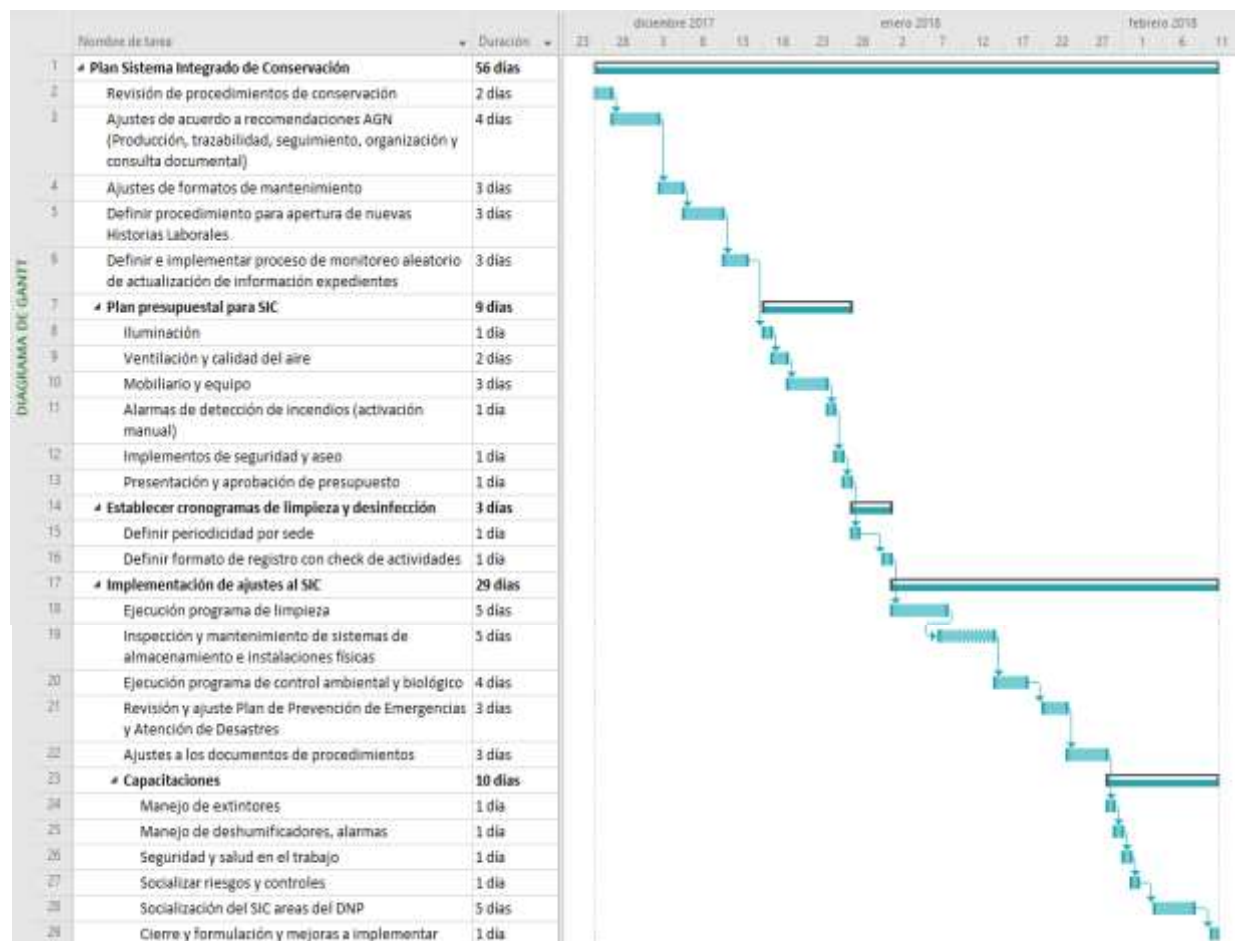 diciembre 2017 enero 2018 febrero 2018
Nombre de tarea Duración 23 28 3 8 13 18 23 28 2 7 12 17 22 27 1 6 11
DIAGRAMA DE GANTT
1 Plan Sistema Integrado de Conservación 56 días
2 Revisión de procedimientos de conservación 2 días
3 Ajustes de acuerdo a recomendaciones AGN 4 días
(Producción, trazabilidad, seguimiento, organización y
consulta documental)
4 Ajustes de formatos de mantenimiento 3 días
5 Definir procedimiento para apertura de nuevas 3 días
Historias Laborales
6 Definir e implementar proceso de monitoreo aleatorio 3 días
de actualización de información expedientes
7 Plan presupuestal para SIC 9 días
8 Iluminación 1 día
9 Ventilación y calidad del aire 2 días
10 Mobiliario y equipo 3 días
11 Alarmas de detección de incendios (activación 1 día
manual)
12 Implementos de seguridad y aseo 1 día
13 Presentación y aprobación de presupuesto 1 día
14 Establecer cronogramas de limpieza y desinfección 3 días
15 Definir periodicidad por sede 1 día
16 Definir formato de registro con check de actividades 1 día
17 Implementación de ajustes al SIC 29 días
18 Ejecución programa de limpieza 5 días
19 Inspección y mantenimiento de sistemas de 5 días
almacenamiento e instalaciones físicas
20 Ejecución programa de control ambiental y biológico 4 días
21 Revisión y ajuste Plan de Prevención de Emergencias 3 días
y Atención de Desastres
22 Ajustes a los documentos de procedimientos 3 días
23 Capacitaciones 10 días
24 Manejo de extintores 1 día
25 Manejo de deshumificadores, alarmas 1 día
26 Seguridad y salud en el trabajo 1 día
27 Socializar riesgos y controles 1 día
28 Socialización del SIC areas del DNP 5 días
29 Cierre y formulación y mejoras a implementar 1 día